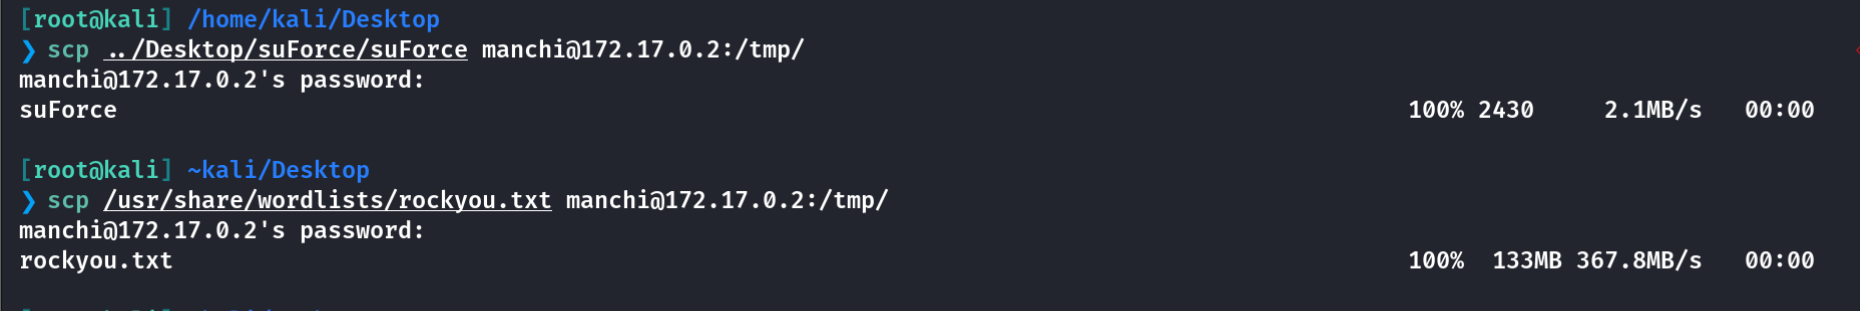 [root@kali] /home/kali/Desktop
❯ scp ../Desktop/suForce/suForce manchi@172.17.0.2:/tmp/
manchi@172.17.0.2's password:
suForce 100% 2430 2.1MB/s 00:00
[root@kali] ~kali/Desktop
❯ scp /usr/share/wordlists/rockyou.txt manchi@172.17.0.2:/tmp/
manchi@172.17.0.2's password:
rockyou.txt 100% 133MB 367.8MB/s 00:00